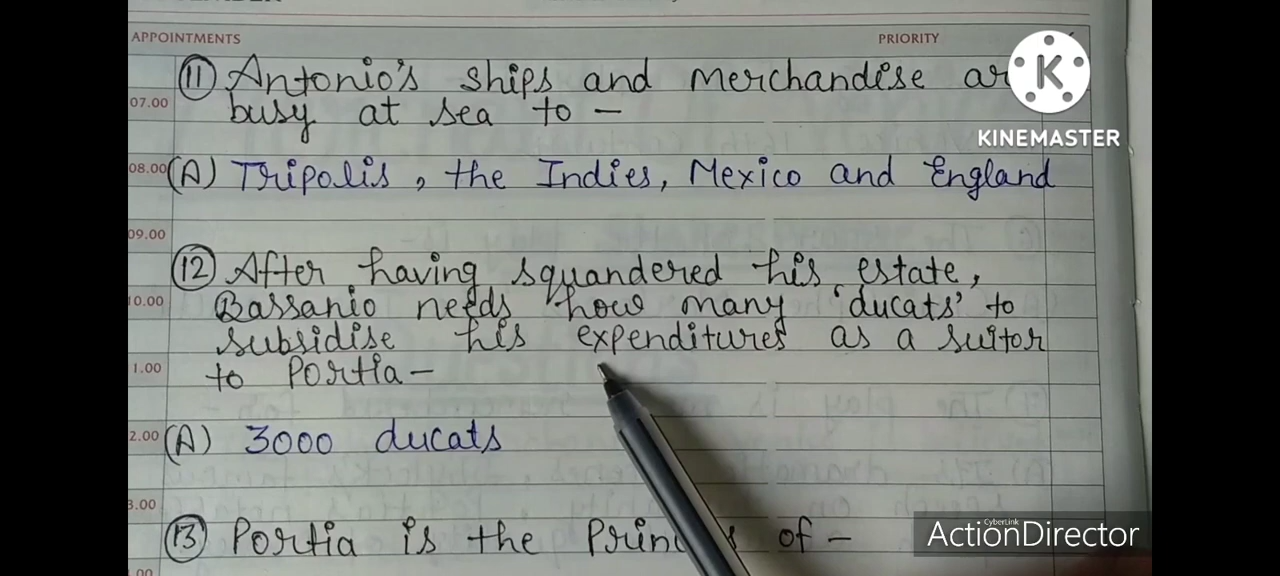 APPOINTMENTS PRIORITY
⑪ Antonio's ships and merchandise
07.00 busy at sea to –
08.00 (A) Tripolis, the Indies, Mexico and England
09.00
⑫ After having squandered his estate,
10.00 Bassanio needs how many 'ducats' to
subsidise his expenditures as a suitor
1.00 to Portia –
2.00 (A) 3000 ducats
3.00
⑬ Portia is the of –
.00
K
KINEMASTER
CyberLink
ActionDirector